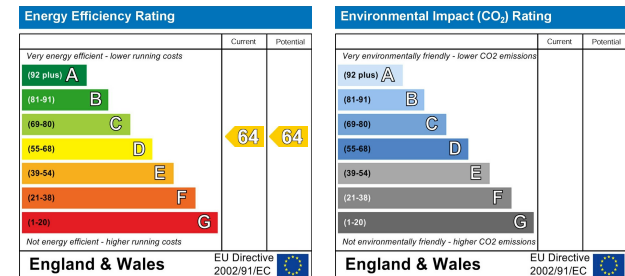 Energy Efficiency Rating
Current Potential
Very energy efficient - lower running costs
(92 plus) A
(81-91) B
(69-80) C
(55-68) D
64 64
(39-54) E
(21-38) F
(1-20) G
Not energy efficient - higher running costs
England & Wales
EU Directive
2002/91/EC
Environmental Impact (CO₂) Rating
Current Potential
Very environmentally friendly - lower CO2 emissions
(92 plus) A
(81-91) B
(69-80) C
(55-68) D
(39-54) E
(21-38) F
(1-20) G
Not environmentally friendly - higher CO2 emissions
England & Wales
EU Directive
2002/91/EC